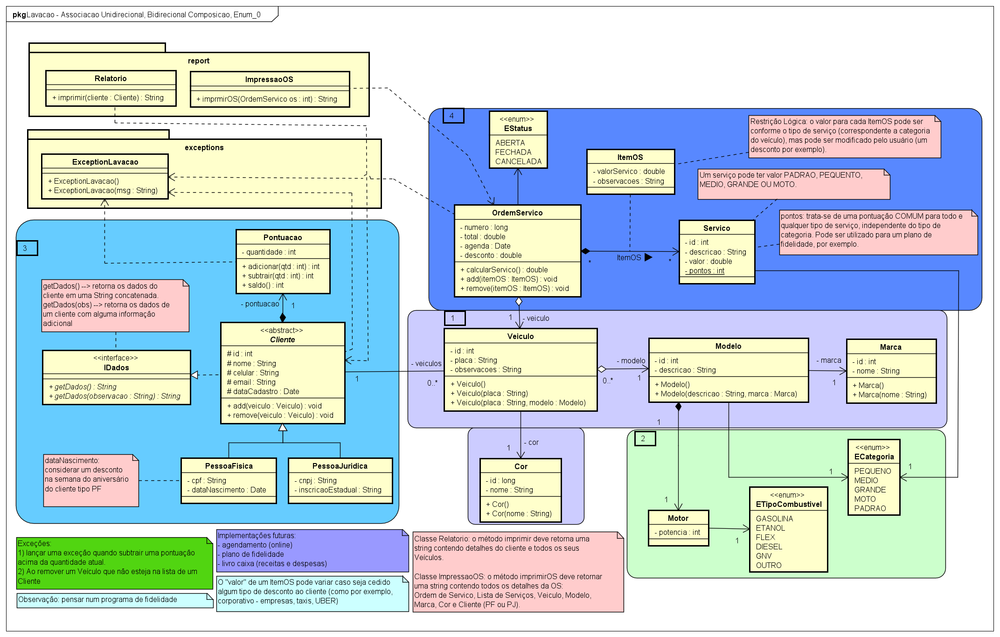 pkg Lavacao - Associacao Unidirecional, Bidirecional Composicao, Enum_0
report
Relatorio
+ imprimir(cliente : Cliente) : String
ImpressaoOS
+ imprmirOS(OrdemServico os : int) : String
exceptions
ExceptionLavacao
+ ExceptionLavacao()
+ ExceptionLavacao(msg : String)
4
<<enum>>
EStatus
ABERTA
FECHADA
CANCELADA
ItemOS
- valorServico : double
- observacoes : String
Restrição Lógica: o valor para cada ItemOS pode ser
conforme o tipo de serviço (correspondente a categoria
do veículo), mas pode ser modificado pelo usuário (um
desconto por exemplo).
Um serviço pode ter valor PADRAO, PEQUENTO,
MEDIO, GRANDE OU MOTO.
pontos: trata-se de uma pontuação COMUM para todo e
qualquer tipo de serviço, independente do tipo de
categoria. Pode ser utilizado para um plano de
fidelidade, por exemplo.
OrdemServico
- numero : long
- total : double
- agenda : Date
- desconto : double
+ calcularServico() : double
+ add(itemOS : ItemOS) : void
+ remove(itemOS : ItemOS) : void
*
ItemOS
*
Servico
- id : int
- descricao : String
- valor : double
- pontos : int
3
Pontuacao
- quantidade : int
+ adicionar(qtd : int) : int
+ subtrair(qtd : int) : int
+ saldo() : int
- pontuacao
1
getDados() --> retorna os dados do
cliente em uma String concatenada.
getDados(obs) --> retorna os dados de
um cliente com alguma informação
adicional
<<interface>>
IDados
+ getDados() : String
+ getDados(observacao : String) : String
<<abstract>>
Cliente
# id : int
# nome : String
# celular : String
# email : String
# dataCadastro : Date
+ add(veiculo : Veiculo) : void
+ remove(veiculo : Veiculo) : void
1
- veiculos
0..*
dataNascimento:
considerar um desconto
na semana do aniversário
do cliente tipo PF
PessoaFisica
- cpf : String
- dataNascimento : Date
PessoaJuridica
- cnpj : String
- inscricaoEstadual : String
1
1
- veiculo
Veiculo
- id : int
- placa : String
- observacoes : String
+ Veiculo()
+ Veiculo(placa : String)
+ Veiculo(placa : String, modelo : Modelo)
- modelo
0..*
1
Modelo
- id : int
- descricao : String
+ Modelo()
+ Modelo(descricao : String, marca : Marca)
- marca
1
Marca
- id : int
- nome : String
+ Marca()
+ Marca(nome : String)
- cor
1
Cor
- id : long
- nome : String
+ Cor()
+ Cor(nome : String)
2
1
1
Motor
- potencia : int
1
<<enum>>
ETipoCombustivel
GASOLINA
ETANOL
FLEX
DIESEL
GNV
OUTRO
1
1
<<enum>>
ECategoria
PEQUENO
MEDIO
GRANDE
MOTO
PADRAO
Exceções:
1) lançar uma exceção quando subtrair uma pontuação
acima da quantidade atual.
2) Ao remover um Veículo que não esteja na lista de um
Cliente
Observação: pensar num programa de fidelidade
Implementações futuras:
- agendamento (online)
- plano de fidelidade
- livro caixa (receitas e despesas)
O "valor" de um ItemOS pode variar caso seja cedido
algum tipo de desconto ao cliente (como por exemplo,
corporativo - empresas, taxis, UBER)
Classe Relatorio: o método imprimir deve retorna uma
string contendo detalhes do cliente e todos os seus
Veículos.
Classe ImpressaoOS: o método imprimirOS deve retornar
uma string contendo todos os detalhes da OS:
Ordem de Servico, Lista de Serviços, Veiculo, Modelo,
Marca, Cor e Cliente (PF ou PJ).